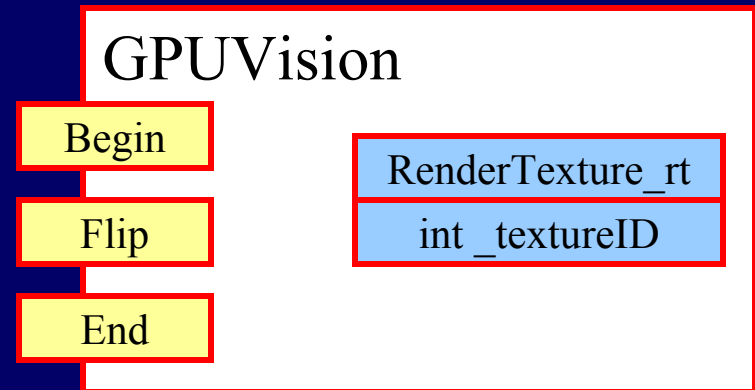 GPUVision
Begin
RenderTexture_rt
Flip
int _textureID
End